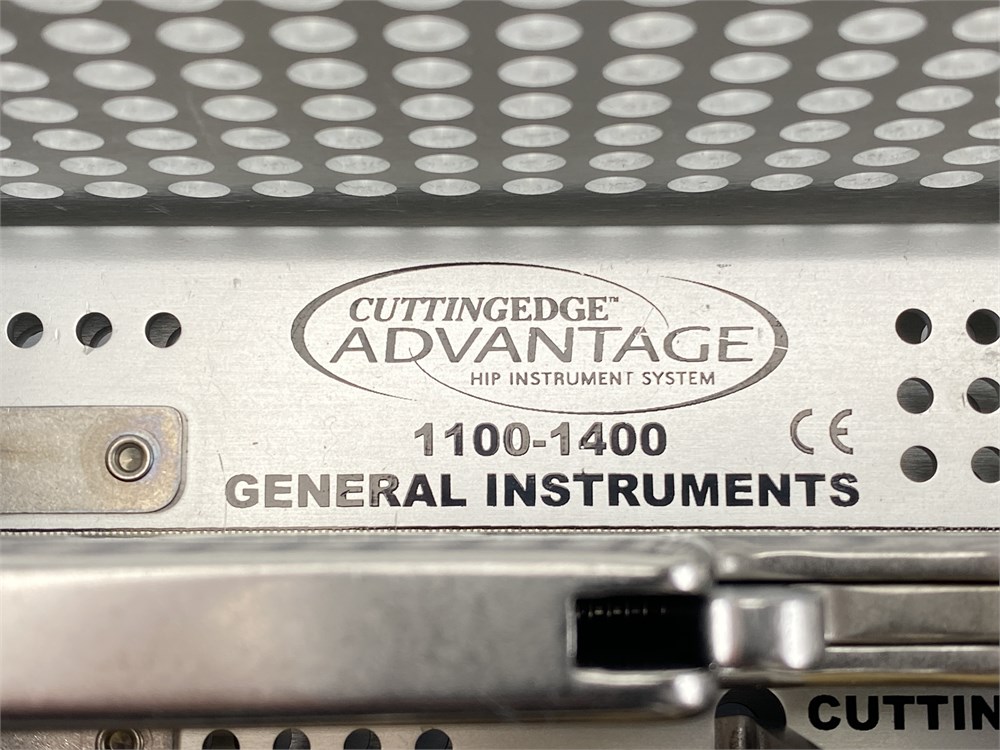 CUTTINGEDGE™
ADVANTAGE
HIP INSTRUMENT SYSTEM
1100-1400
CE
GENERAL INSTRUMENTS
CUTTIN